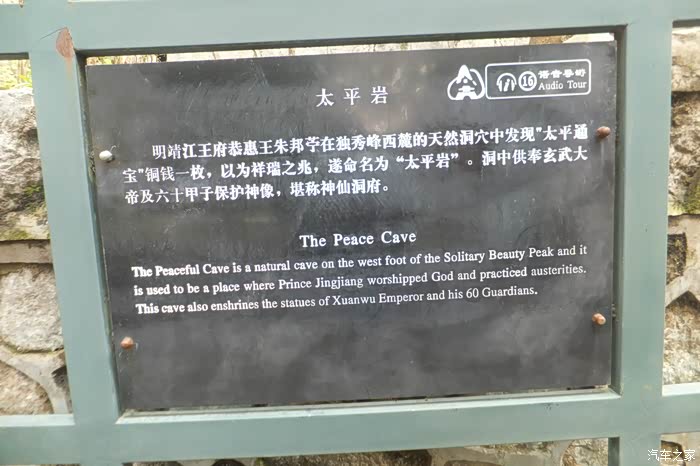 太平岩
16
语音导游
Audio Tour
明靖江王府恭惠王朱邦苧在独秀峰西麓的天然洞穴中发现"太平通
宝"铜钱一枚，以为祥瑞之兆，遂命名为“太平岩”。洞中供奉玄武大
帝及六十甲子保护神像，堪称神仙洞府。
The Peace Cave
The Peaceful Cave is a natural cave on the west foot of the Solitary Beauty Peak and it
is used to be a place where Prince Jingjiang worshipped God and practiced austerities.
This cave also enshrines the statues of Xuanwu Emperor and his 60 Guardians.
汽车之家